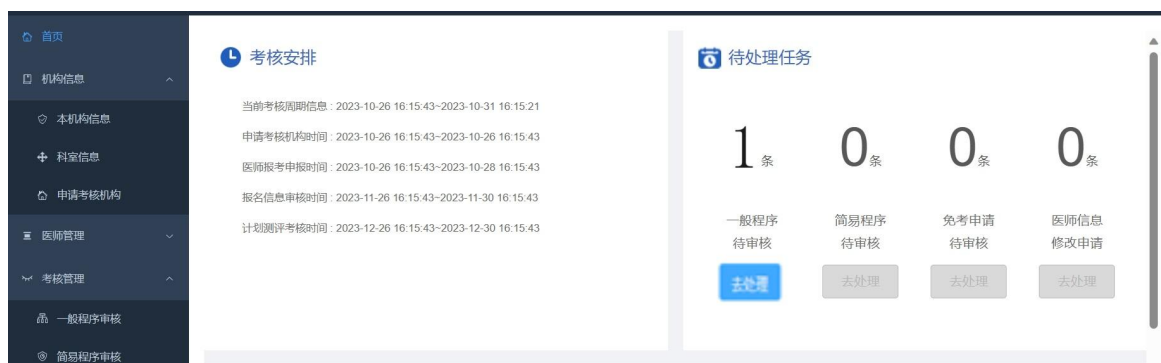 首页
机构信息
本机构信息
科室信息
申请考核机构
医师管理
考核管理
一般程序审核
简易程序审核
考核安排
当前考核周期信息 : 2023-10-26 16:15:43~2023-10-31 16:15:21
申请考核机构时间 : 2023-10-26 16:15:43~2023-10-26 16:15:43
医师报考申报时间 : 2023-10-26 16:15:43~2023-10-28 16:15:43
报名信息审核时间 : 2023-11-26 16:15:43~2023-11-30 16:15:43
计划测评考核时间 : 2023-12-26 16:15:43~2023-12-30 16:15:43
待处理任务
1 条
0 条
0 条
0 条
一般程序
待审核
简易程序
待审核
免考申请
待审核
医师信息
修改申请
去处理
去处理
去处理
去处理